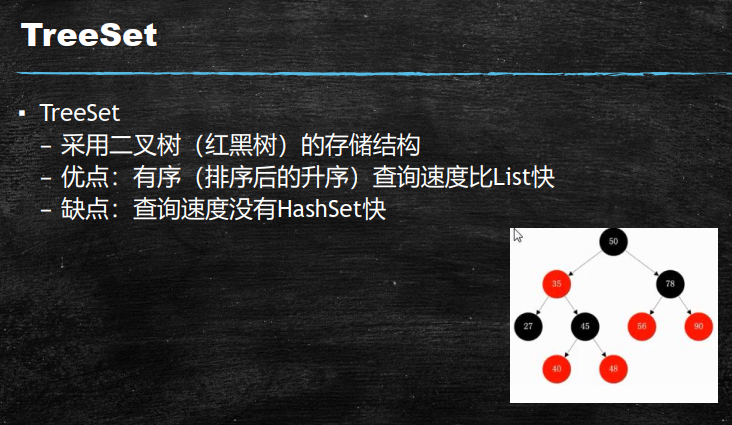 TreeSet
▪ TreeSet
– 采用二叉树（红黑树）的存储结构
– 优点：有序（排序后的升序）查询速度比List快
– 缺点：查询速度没有HashSet快
50
35 78
27 45 56 90
40 48